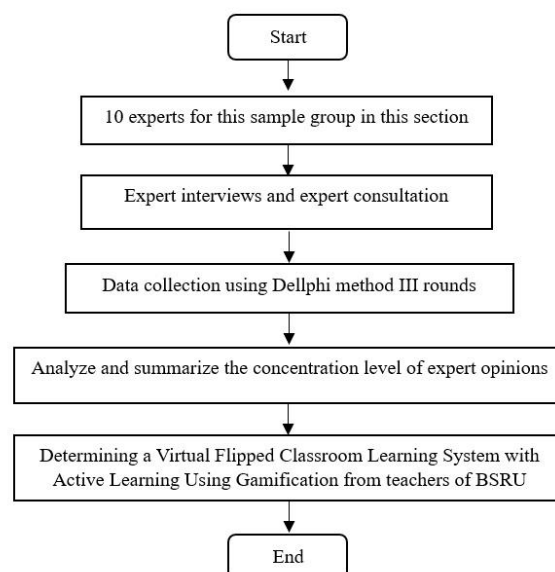 Start
10 experts for this sample group in this section
Expert interviews and expert consultation
Data collection using Dellphi method III rounds
Analyze and summarize the concentration level of expert opinions
Determining a Virtual Flipped Classroom Learning System with
Active Learning Using Gamification from teachers of BSRU
End